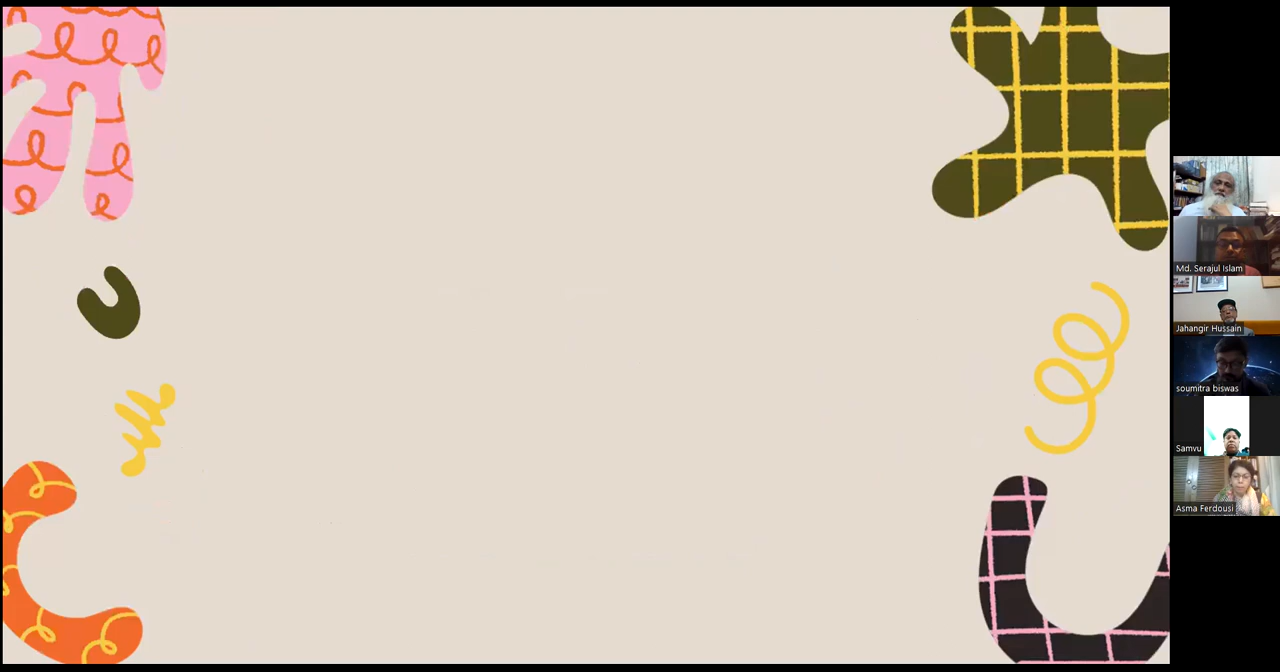 Md. Serajul Islam
Jahangir Hussain
soumitra biswas
Samvu
Asma Ferdousi